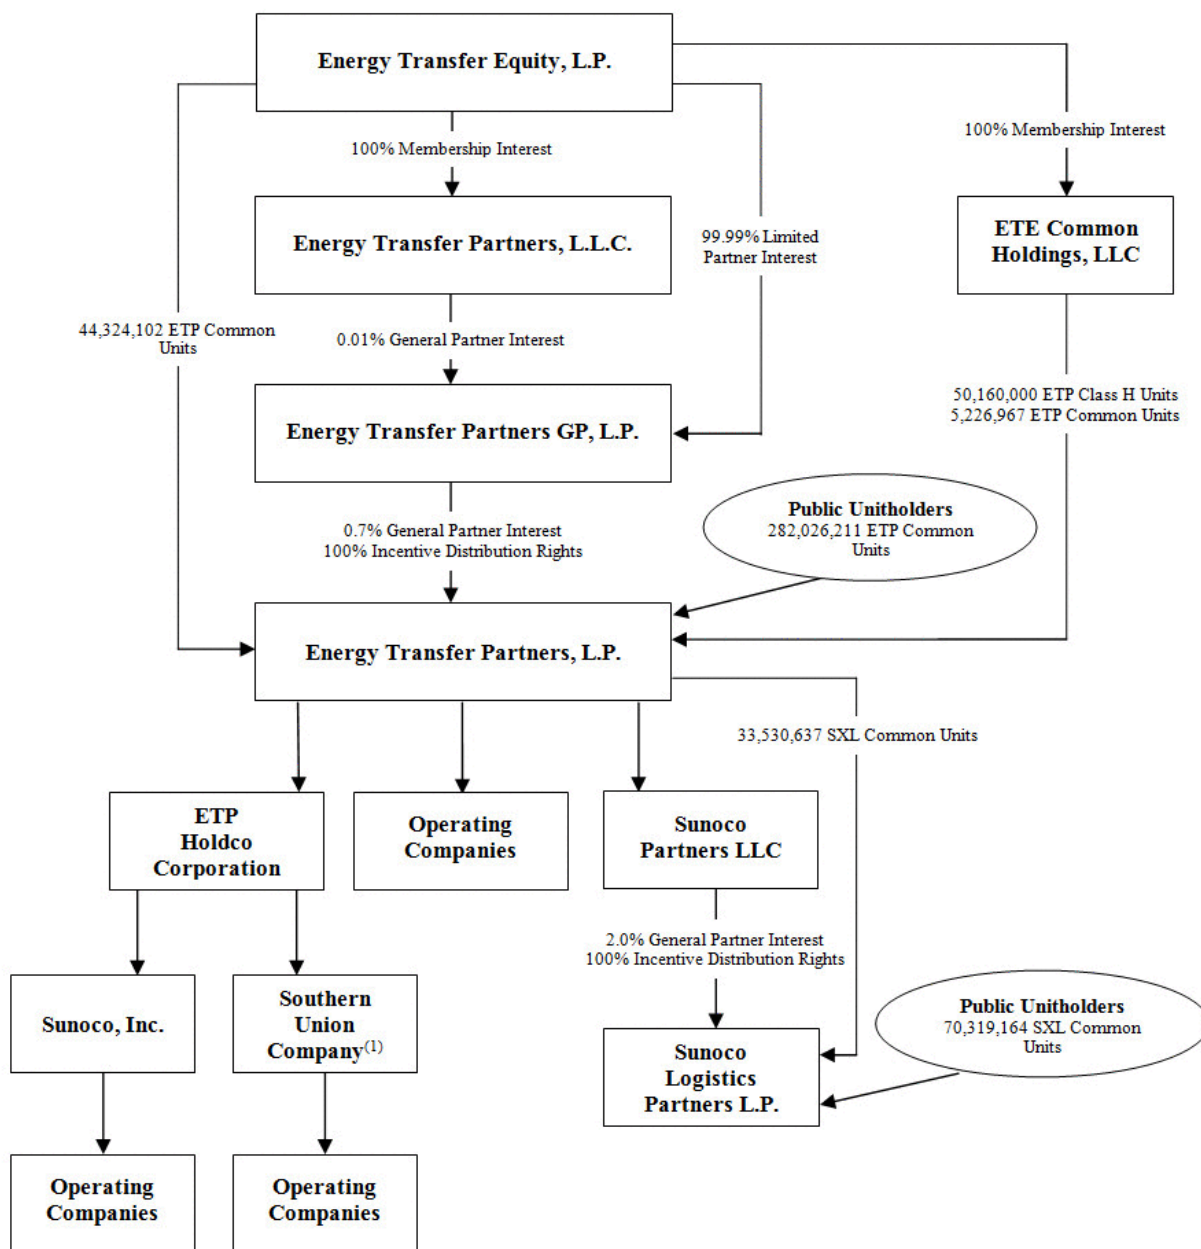 Energy Transfer Equity, L.P.
100% Membership Interest
100% Membership Interest
Energy Transfer Partners, L.L.C.
99.99% Limited
Partner Interest
ETE Common
Holdings, LLC
44,324,102 ETP Common
Units
0.01% General Partner Interest
50,160,000 ETP Class H Units
5,226,967 ETP Common Units
Energy Transfer Partners GP, L.P.
0.7% General Partner Interest
100% Incentive Distribution Rights
Public Unitholders
282,026,211 ETP Common
Units
Energy Transfer Partners, L.P.
33,530,637 SXL Common Units
ETP
Holdco
Corporation
Operating
Companies
Sunoco
Partners LLC
2.0% General Partner Interest
100% Incentive Distribution Rights
Sunoco, Inc.
Southern
Union
Company(1)
Public Unitholders
70,319,164 SXL Common
Units
Sunoco
Logistics
Partners L.P.
Operating
Companies
Operating
Companies